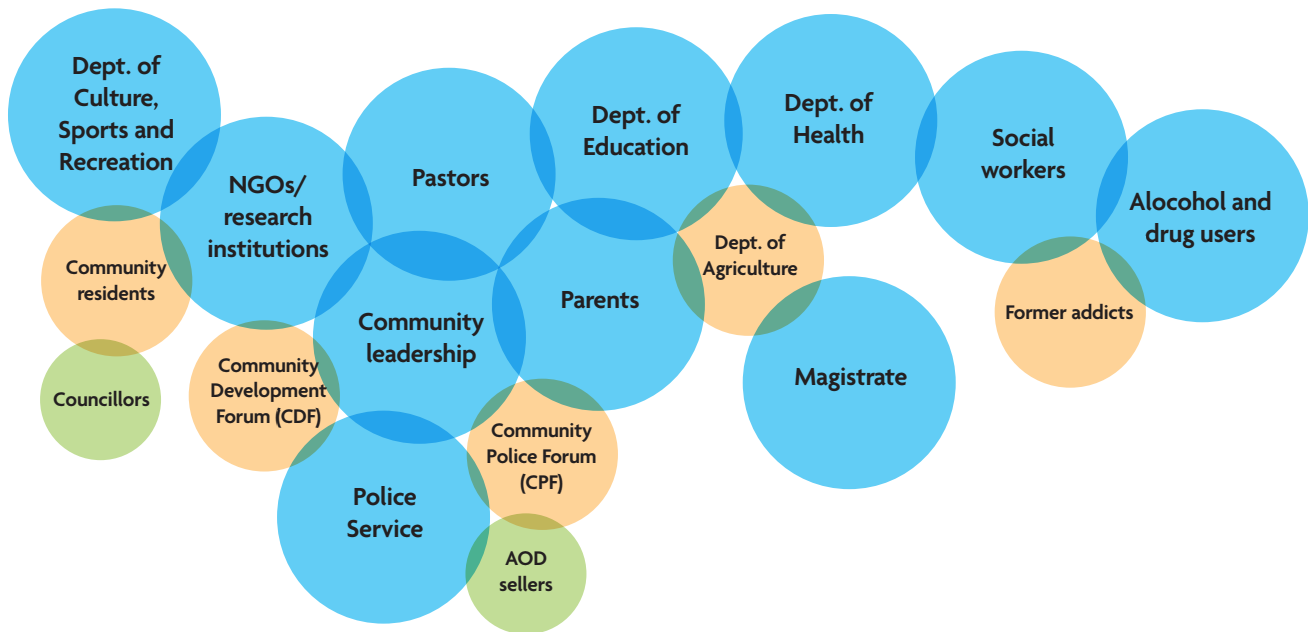 Dept. of
Culture,
Sports and
Recreation
NGOs/
research
institutions
Pastors
Dept. of
Education
Dept. of
Health
Social
workers
Alocohol and
drug users
Community
residents
Dept. of
Agriculture
Former addicts
Parents
Community
leadership
Magistrate
Councillors
Community
Development
Forum (CDF)
Community
Police Forum
(CPF)
Police
Service
AOD
sellers